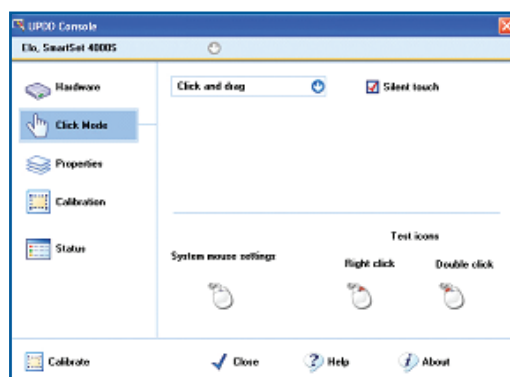 UPDD Console
Elo, SmartSet 4000S
Hardware
Click Mode
Properties
Calibration
Status
Click and drag
Silent touch
Test icons
System mouse settings
Right click
Double click
Calibrate
Close
Help
About